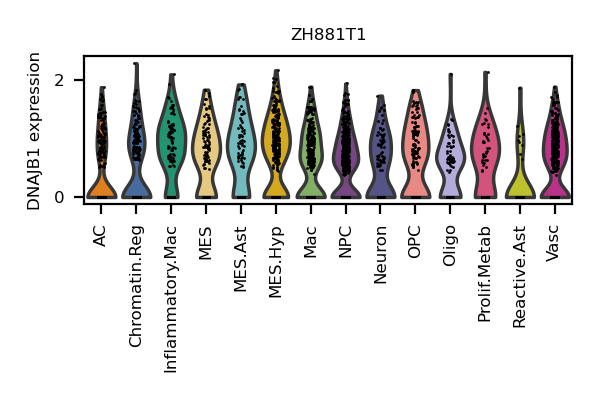 ZH881T1
DNAJB1 expression
2
0
AC
Chromatin.Reg
Inflammatory.Mac
MES
MES.Ast
MES.Hyp
Mac
NPC
Neuron
OPC
Oligo
Prolif.Metab
Reactive.Ast
Vasc